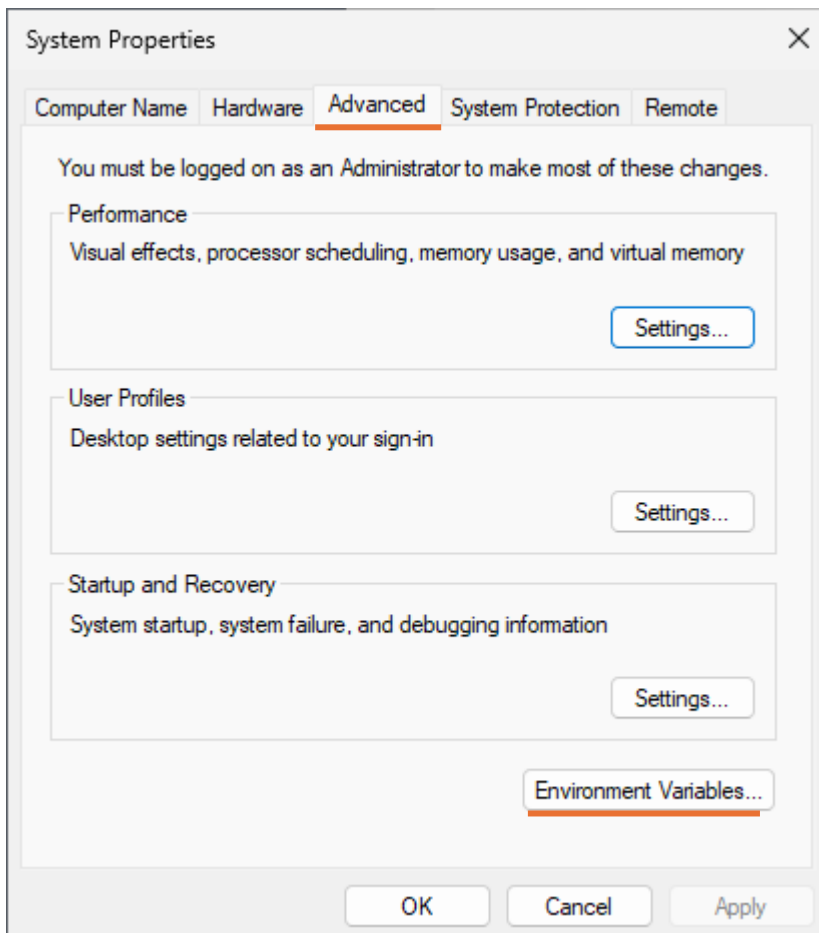 System Properties
Computer Name Hardware Advanced System Protection Remote
You must be logged on as an Administrator to make most of these changes.
Performance
Visual effects, processor scheduling, memory usage, and virtual memory
Settings...
User Profiles
Desktop settings related to your sign-in
Settings...
Startup and Recovery
System startup, system failure, and debugging information
Settings...
Environment Variables...
OK Cancel Apply